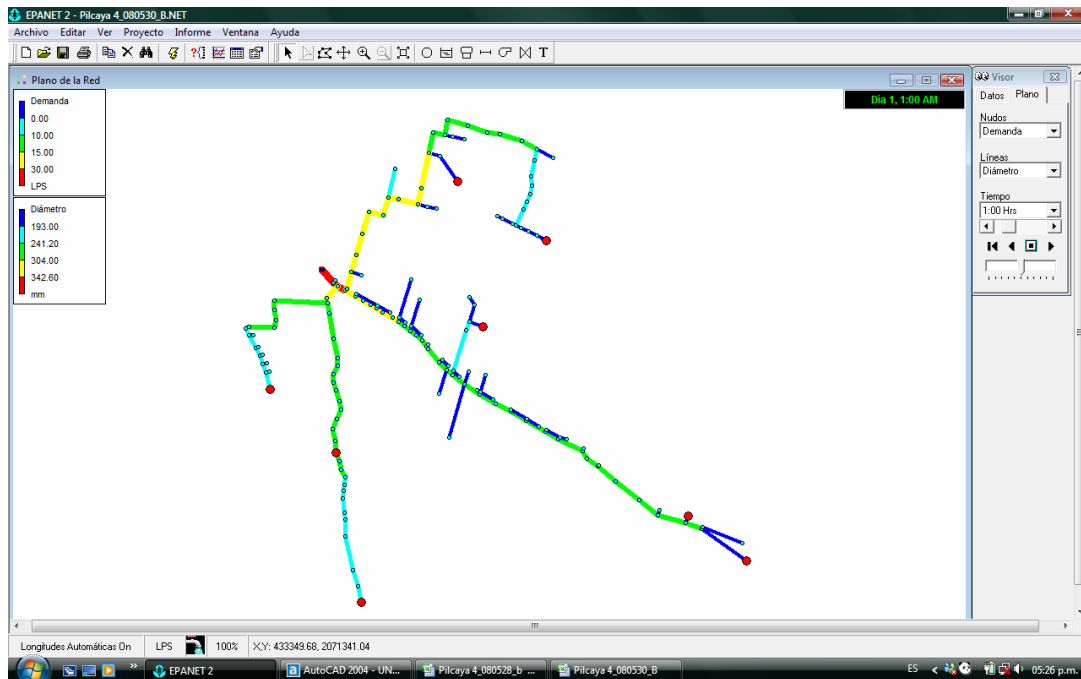 EPANET 2 - Pilcaya 4_080530_B.NET
Archivo Editar Ver Proyecto Informe Ventana Ayuda
Plano de la Red
Demanda
0.00
10.00
15.00
30.00
LPS
Diámetro
193.00
241.20
304.00
342.60
mm
Dia 1, 1:00 AM
Visor
Datos Plano
Nudos
Demanda
Líneas
Diámetro
Tiempo
1:00 Hrs
Longitudes Automáticas On LPS 100% X,Y: 433349.68, 2071341.04
EPANET 2 AutoCAD 2004 - UN... Pilcaya 4_080528_b ... Pilcaya 4_080530_B ES 05:26 p.m.